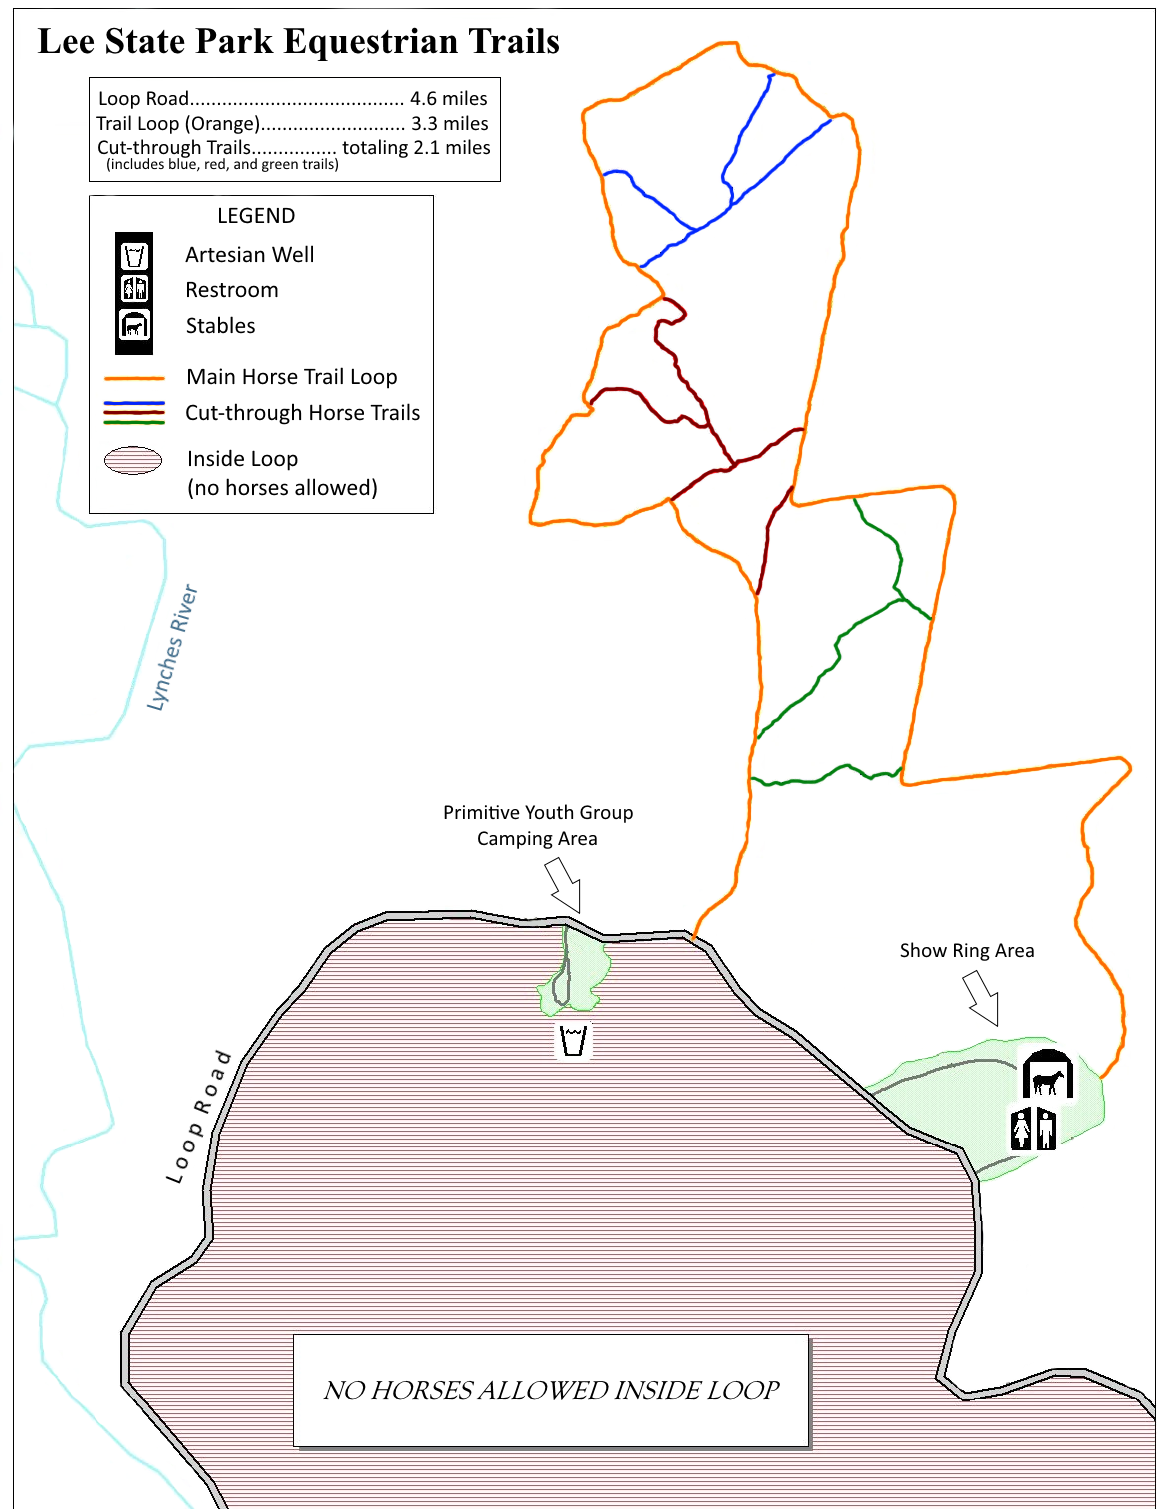 Lee State Park Equestrian Trails
Loop Road........................................ 4.6 miles
Trail Loop (Orange)........................... 3.3 miles
Cut-through Trails................ totaling 2.1 miles
(includes blue, red, and green trails)
LEGEND
Artesian Well
Restroom
Stables
Main Horse Trail Loop
Cut-through Horse Trails
Inside Loop
(no horses allowed)
Lynches River
Primitive Youth Group
Camping Area
Show Ring Area
Loop Road
NO HORSES ALLOWED INSIDE LOOP